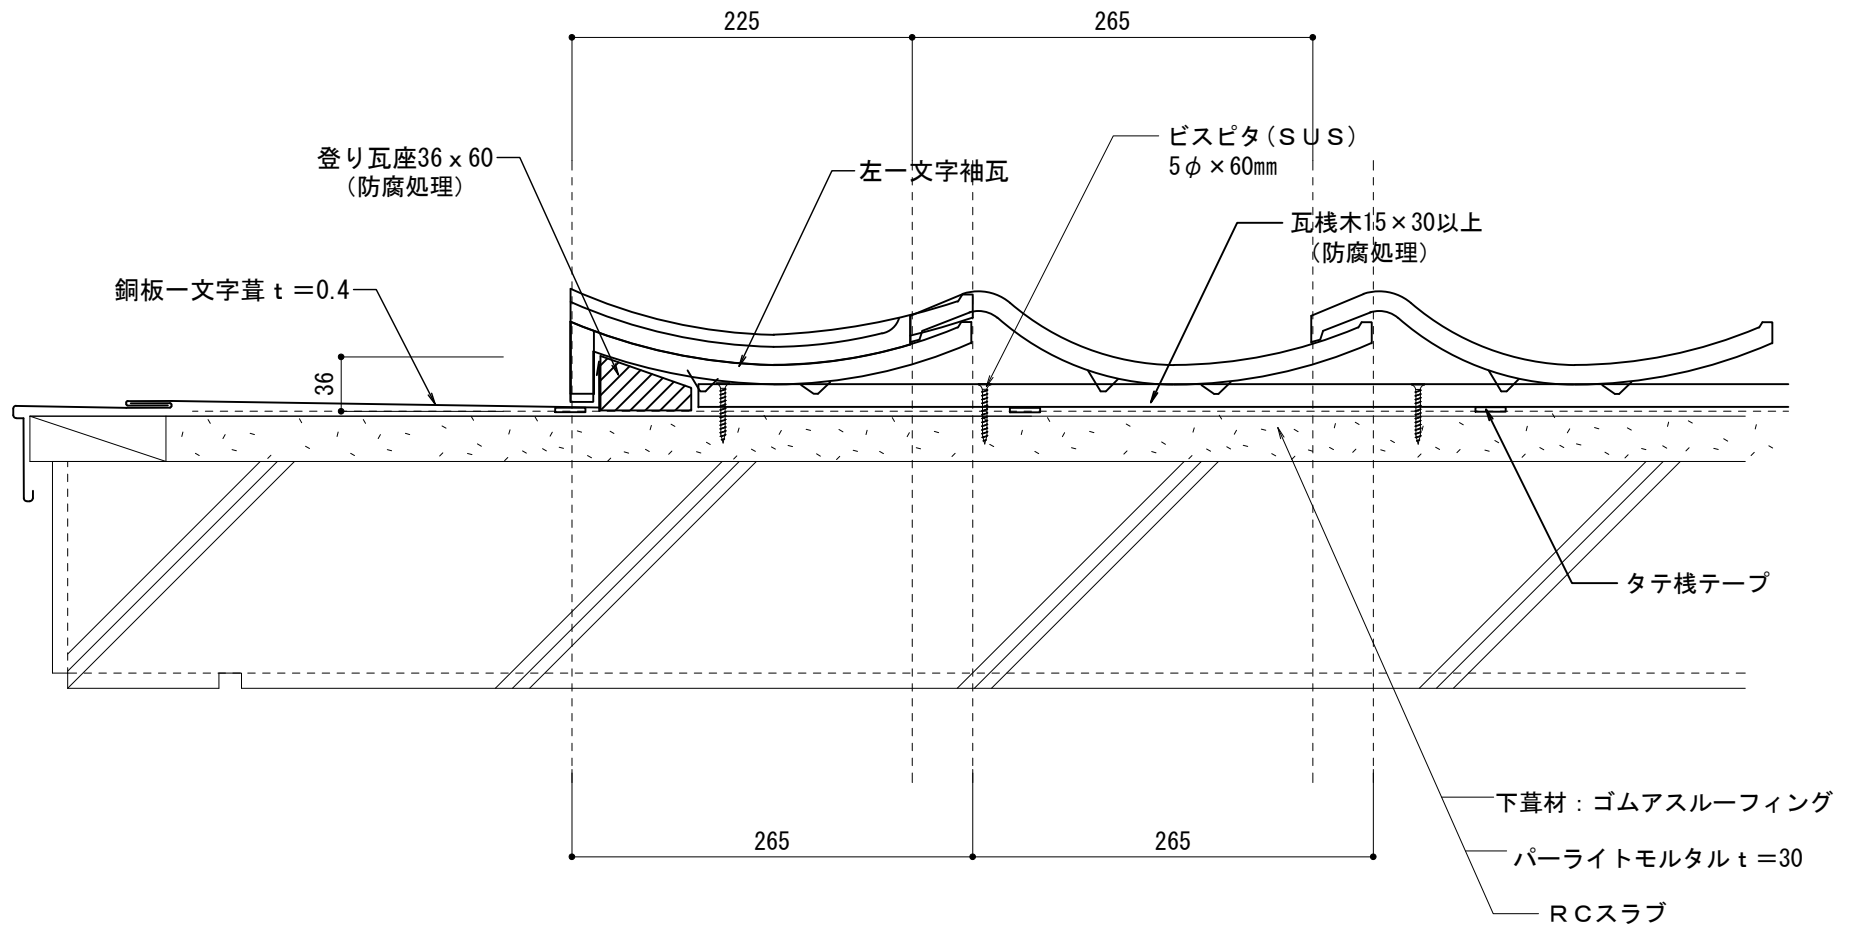 225
265
ビスピタ(ＳＵＳ)
5φ×60㎜
登り瓦座36ｘ60
(防腐処理)
左一文字袖瓦
瓦桟木15×30以上
(防腐処理)
銅板一文字葺ｔ＝0.4
36
タテ桟テープ
下葺材：ゴムアスルーフィング
265
265
パーライトモルタルｔ＝30
ＲＣスラブ